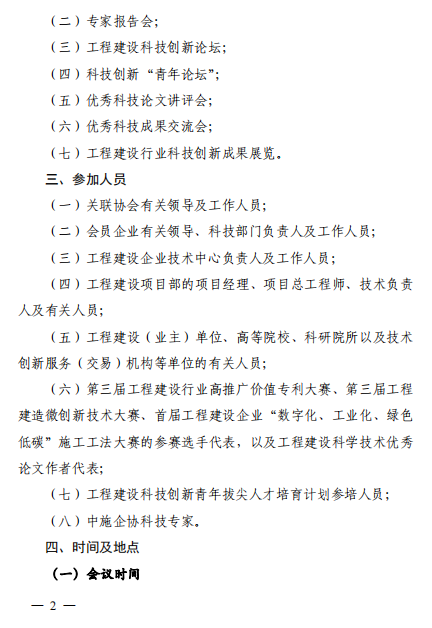 （二）专家报告会；
（三）工程建设科技创新论坛；
（四）科技创新“青年论坛”；
（五）优秀科技论文讲评会；
（六）优秀科技成果交流会；
（七）工程建设行业科技创新成果展览。
三、参加人员
（一）关联协会有关领导及工作人员；
（二）会员企业有关领导、科技部门负责人及工作人员；
（三）工程建设企业技术中心负责人及工作人员；
（四）工程建设项目部的项目经理、项目总工程师、技术负责
人及有关人员；
（五）工程建设（业主）单位、高等院校、科研院所以及技术
创新服务（交易）机构等单位的有关人员；
（六）第三届工程建设行业高推广价值专利大赛、第三届工程
建造微创新技术大赛、首届工程建设企业“数字化、工业化、绿色
低碳”施工工法大赛的参赛选手代表，以及工程建设科学技术优秀
论文作者代表；
（七）工程建设科技创新青年拔尖人才培育计划参培人员；
（八）中施企协科技专家。
四、时间及地点
（一）会议时间
— 2 —